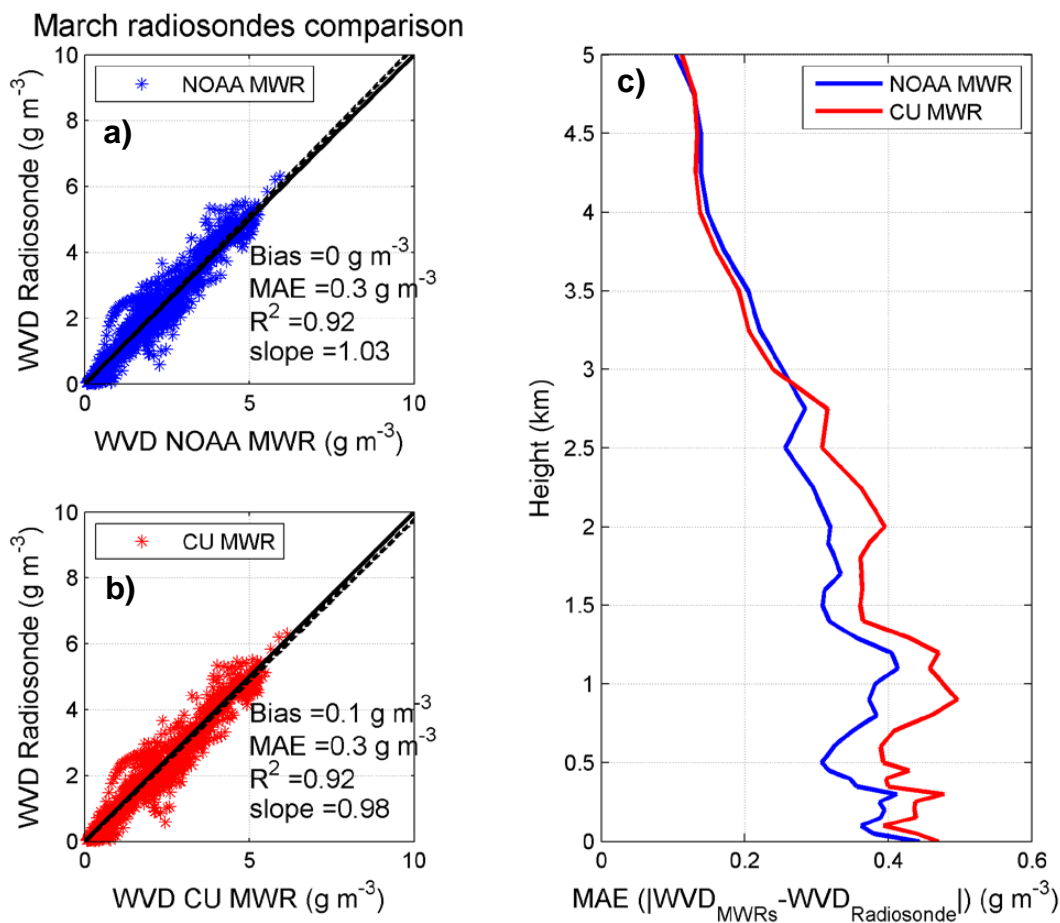 March radiosondes comparison
10
8
6
4
2
0
0
5
10
WVD Radiosonde (g m⁻³)
NOAA MWR
a)
Bias =0 g m⁻³
MAE =0.3 g m⁻³
R² =0.92
slope =1.03
WVD NOAA MWR (g m⁻³)
10
8
6
4
2
0
0
5
10
WVD Radiosonde (g m⁻³)
CU MWR
b)
Bias =0.1 g m⁻³
MAE =0.3 g m⁻³
R² =0.92
slope =0.98
WVD CU MWR (g m⁻³)
c)
NOAA MWR
CU MWR
5
4.5
4
3.5
3
2.5
2
1.5
1
0.5
0
Height (km)
0
0.2
0.4
0.6
MAE (|WVD_MWRs-WVD_Radiosonde|) (g m⁻³)